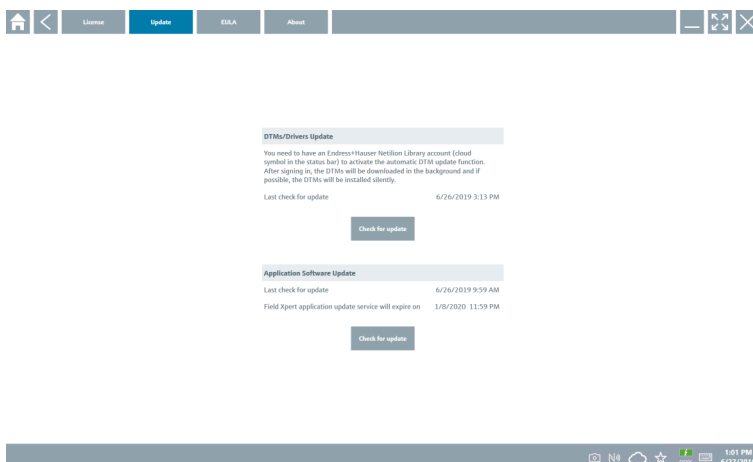 License Update EULA About
DTMs/Drivers Update
You need to have an Endress+Hauser Netilion Library account (cloud
symbol in the status bar) to activate the automatic DTM update function.
After signing in, the DTMs will be downloaded in the background and if
possible, the DTMs will be installed silently.
Last check for update 6/26/2019 3:13 PM
Check for update
Application Software Update
Last check for update 6/26/2019 9:59 AM
Field Xpert application update service will expire on 1/8/2020 11:59 PM
Check for update
1:01 PM